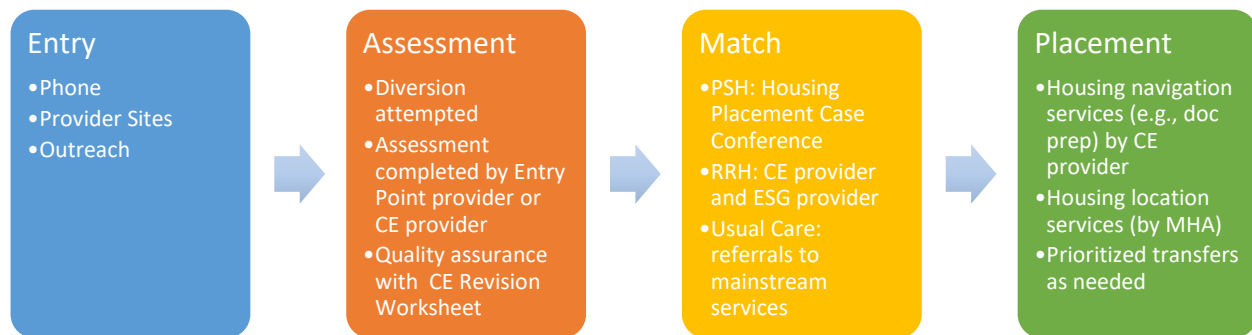 Entry
•Phone
•Provider Sites
•Outreach
Assessment
•Diversion
attempted
•Assessment
completed by Entry
Point provider or
CE provider
•Quality assurance
with CE Revision
Worksheet
Match
•PSH: Housing
Placement Case
Conference
•RRH: CE provider
and ESG provider
•Usual Care:
referrals to
mainstream
services
Placement
•Housing navigation
services (e.g., doc
prep) by CE
provider
•Housing location
services (by MHA)
•Prioritized transfers
as needed